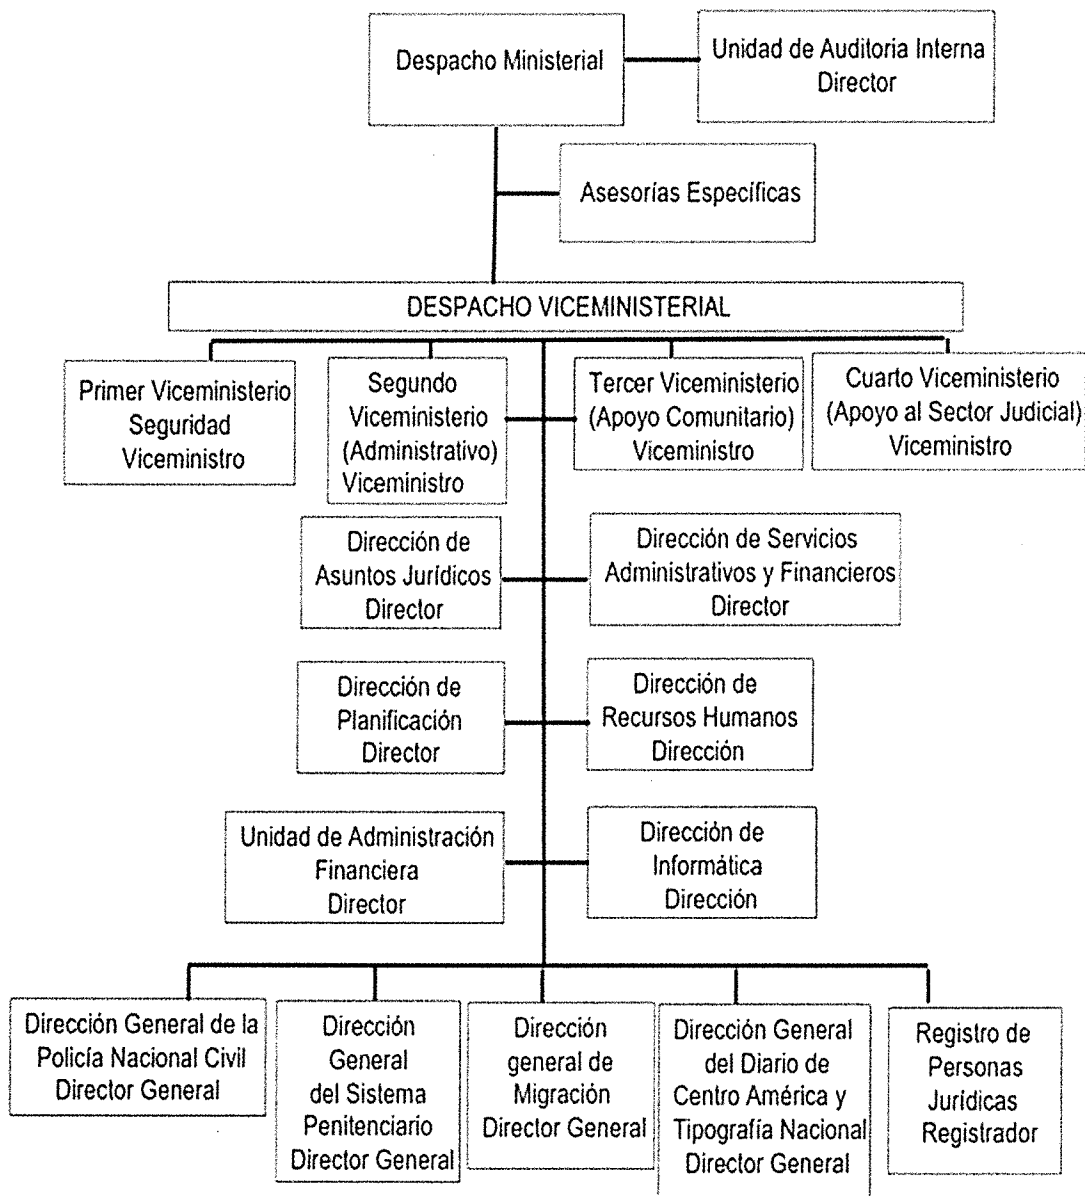 Despacho Ministerial
Unidad de Auditoria Interna
Director
Asesorías Específicas
DESPACHO VICEMINISTERIAL
Primer Viceministerio
Seguridad
Viceministro
Segundo
Viceministerio
(Administrativo)
Viceministro
Tercer Viceministerio
(Apoyo Comunitario)
Viceministro
Cuarto Viceministerio
(Apoyo al Sector Judicial)
Viceministro
Dirección de
Asuntos Jurídicos
Director
Dirección de Servicios
Administrativos y Financieros
Director
Dirección de
Planificación
Director
Dirección de
Recursos Humanos
Dirección
Unidad de Administración
Financiera
Director
Dirección de
Informática
Dirección
Dirección General de la
Policía Nacional Civil
Director General
Dirección
General
del Sistema
Penitenciario
Director General
Dirección
general de
Migración
Director General
Dirección General
del Diario de
Centro América y
Tipografía Nacional
Director General
Registro de
Personas
Jurídicas
Registrador